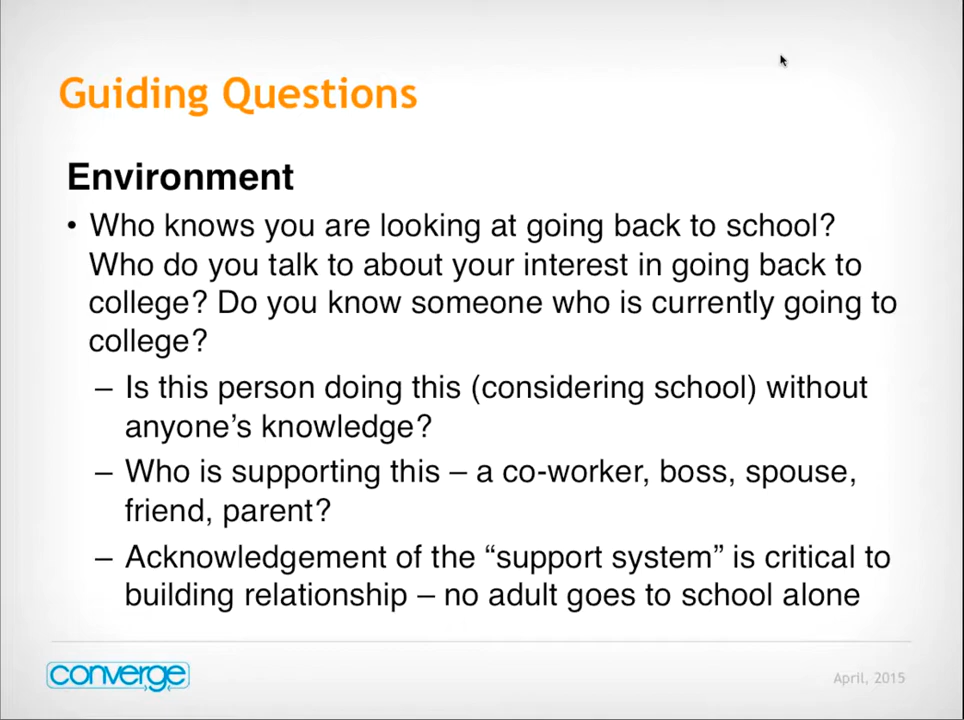 Guiding Questions
Environment
• Who knows you are looking at going back to school?
Who do you talk to about your interest in going back to
college? Do you know someone who is currently going to
college?
– Is this person doing this (considering school) without
anyone’s knowledge?
– Who is supporting this – a co-worker, boss, spouse,
friend, parent?
– Acknowledgement of the “support system” is critical to
building relationship – no adult goes to school alone
converge
April, 2015